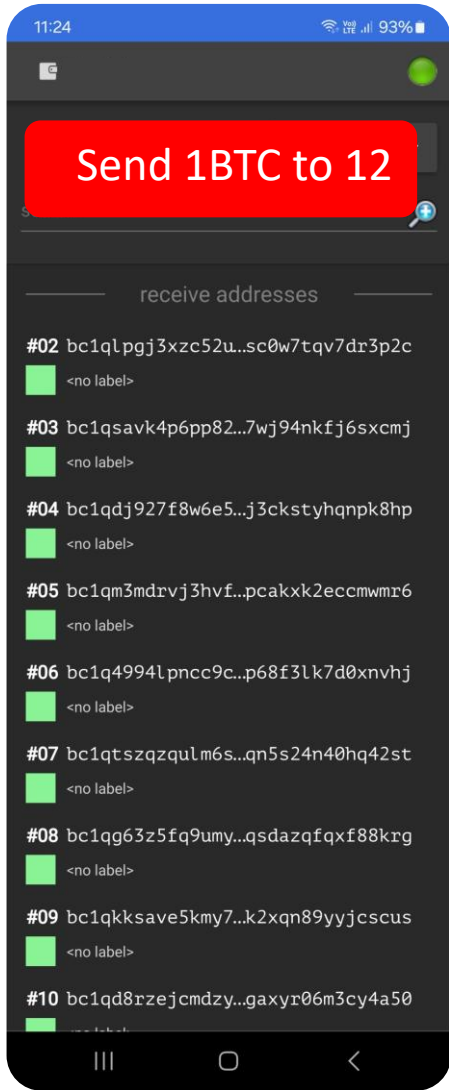 11:24 Vo) LTE 93%
Send 1BTC to 12
receive addresses
#02 bc1qlpgj3xzc52u…sc0w7tqv7dr3p2c
<no label>
#03 bc1qsavk4p6pp82…7wj94nkfj6sxcmj
<no label>
#04 bc1qdj927f8w6e5…j3ckstyhqnpk8hp
<no label>
#05 bc1qm3mdrvj3hvf…pcakxk2eccmwmr6
<no label>
#06 bc1q4994lpncc9c…p68f3lk7d0xnvhj
<no label>
#07 bc1qtszqzqulm6s…qn5s24n40hq42st
<no label>
#08 bc1qg63z5fq9umy…qsdazqfqxf88krg
<no label>
#09 bc1qkksave5kmy7…k2xqn89yyjcscus
<no label>
#10 bc1qd8rzejcmdzy…gaxyr06m3cy4a50